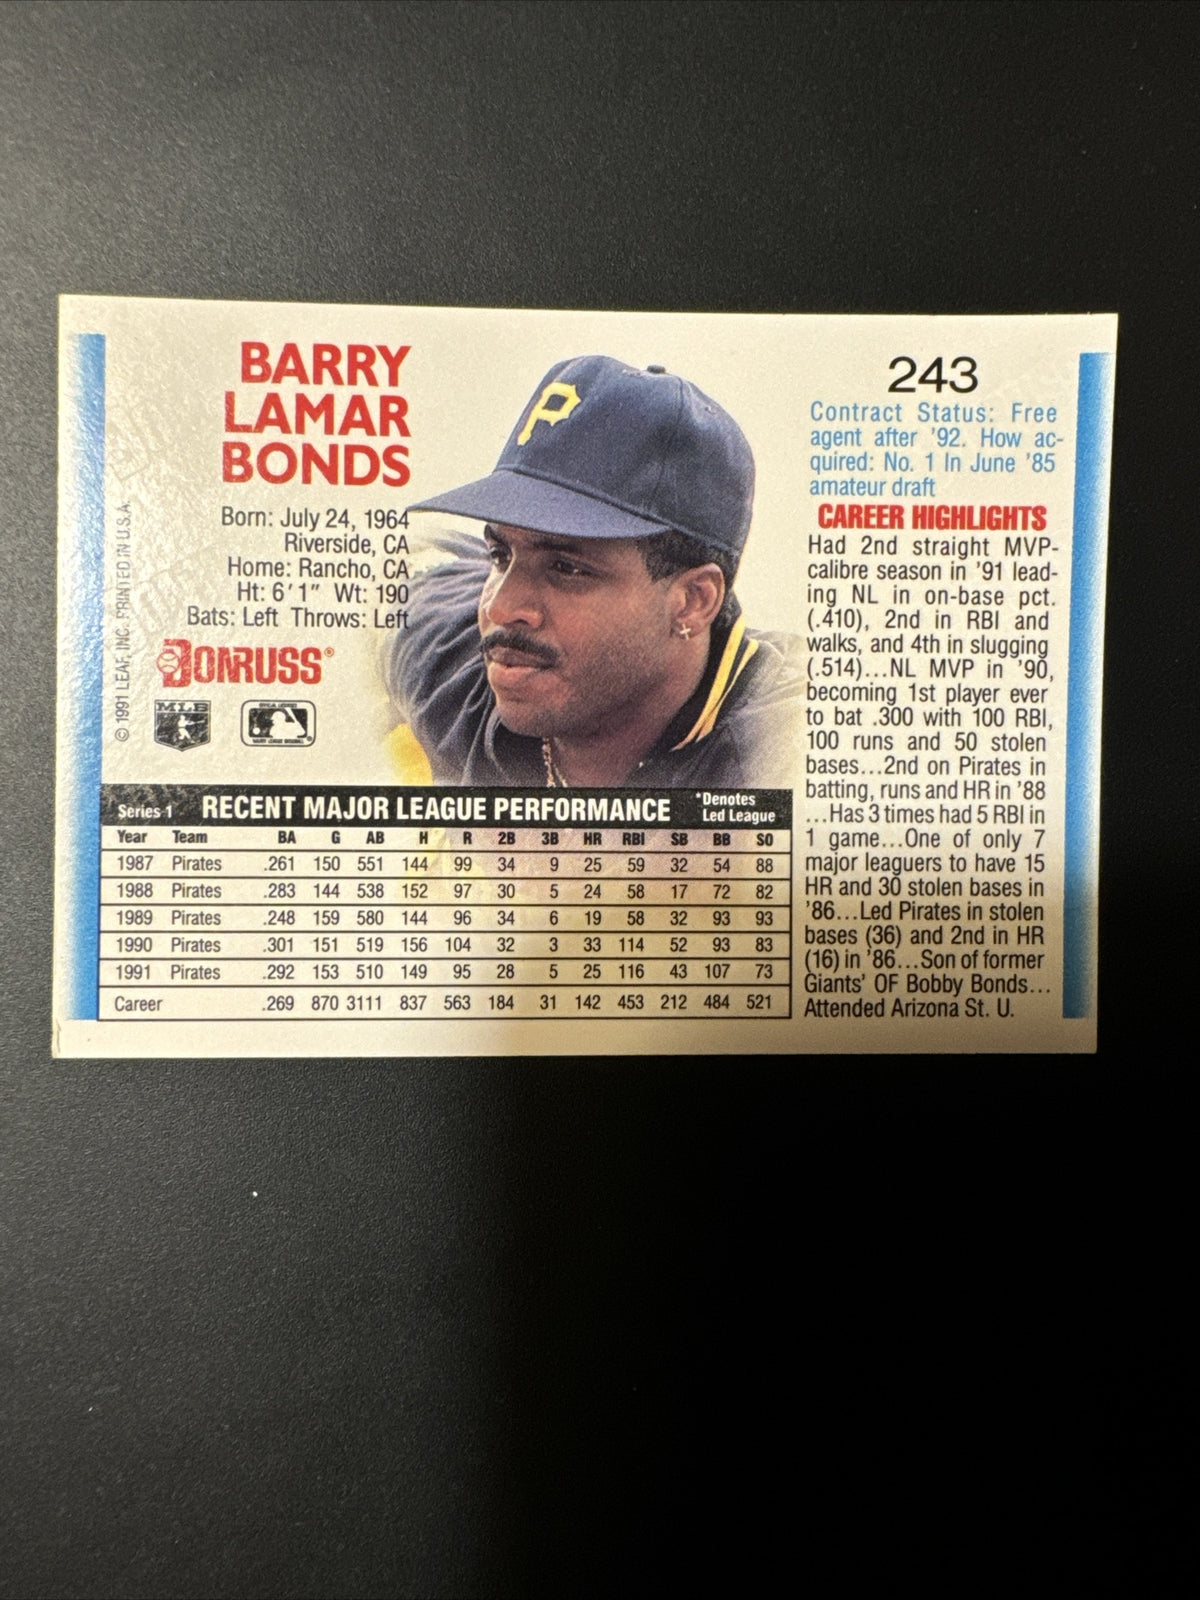 BARRY
LAMAR
BONDS
Born: July 24, 1964
Riverside, CA
Home: Rancho, CA
Ht: 6'1" Wt: 190
Bats: Left Throws: Left
DONRUSS®
MLB
© 1991 LEAF, INC. PRINTED IN U.S.A.
P
243
Contract Status: Free
agent after '92. How ac-
quired: No. 1 In June '85
amateur draft
CAREER HIGHLIGHTS
Had 2nd straight MVP-
calibre season in '91 lead-
ing NL in on-base pct.
(.410), 2nd in RBI and
walks, and 4th in slugging
(.514)...NL MVP in '90,
becoming 1st player ever
to bat .300 with 100 RBI,
100 runs and 50 stolen
bases...2nd on Pirates in
batting, runs and HR in '88
...Has 3 times had 5 RBI in
1 game...One of only 7
major leaguers to have 15
HR and 30 stolen bases in
'86...Led Pirates in stolen
bases (36) and 2nd in HR
(16) in '86...Son of former
Giants' OF Bobby Bonds...
Attended Arizona St. U.
Series 1 RECENT MAJOR LEAGUE PERFORMANCE *Denotes
Led League
Year Team BA G AB H R 2B 3B HR RBI SB BB SO
1987 Pirates .261 150 551 144 99 34 9 25 59 32 54 88
1988 Pirates .283 144 538 152 97 30 5 24 58 17 72 82
1989 Pirates .248 159 580 144 96 34 6 19 58 32 93 93
1990 Pirates .301 151 519 156 104 32 3 33 114 52 93 83
1991 Pirates .292 153 510 149 95 28 5 25 116 43 107 73
Career .269 870 3111 837 563 184 31 142 453 212 484 521